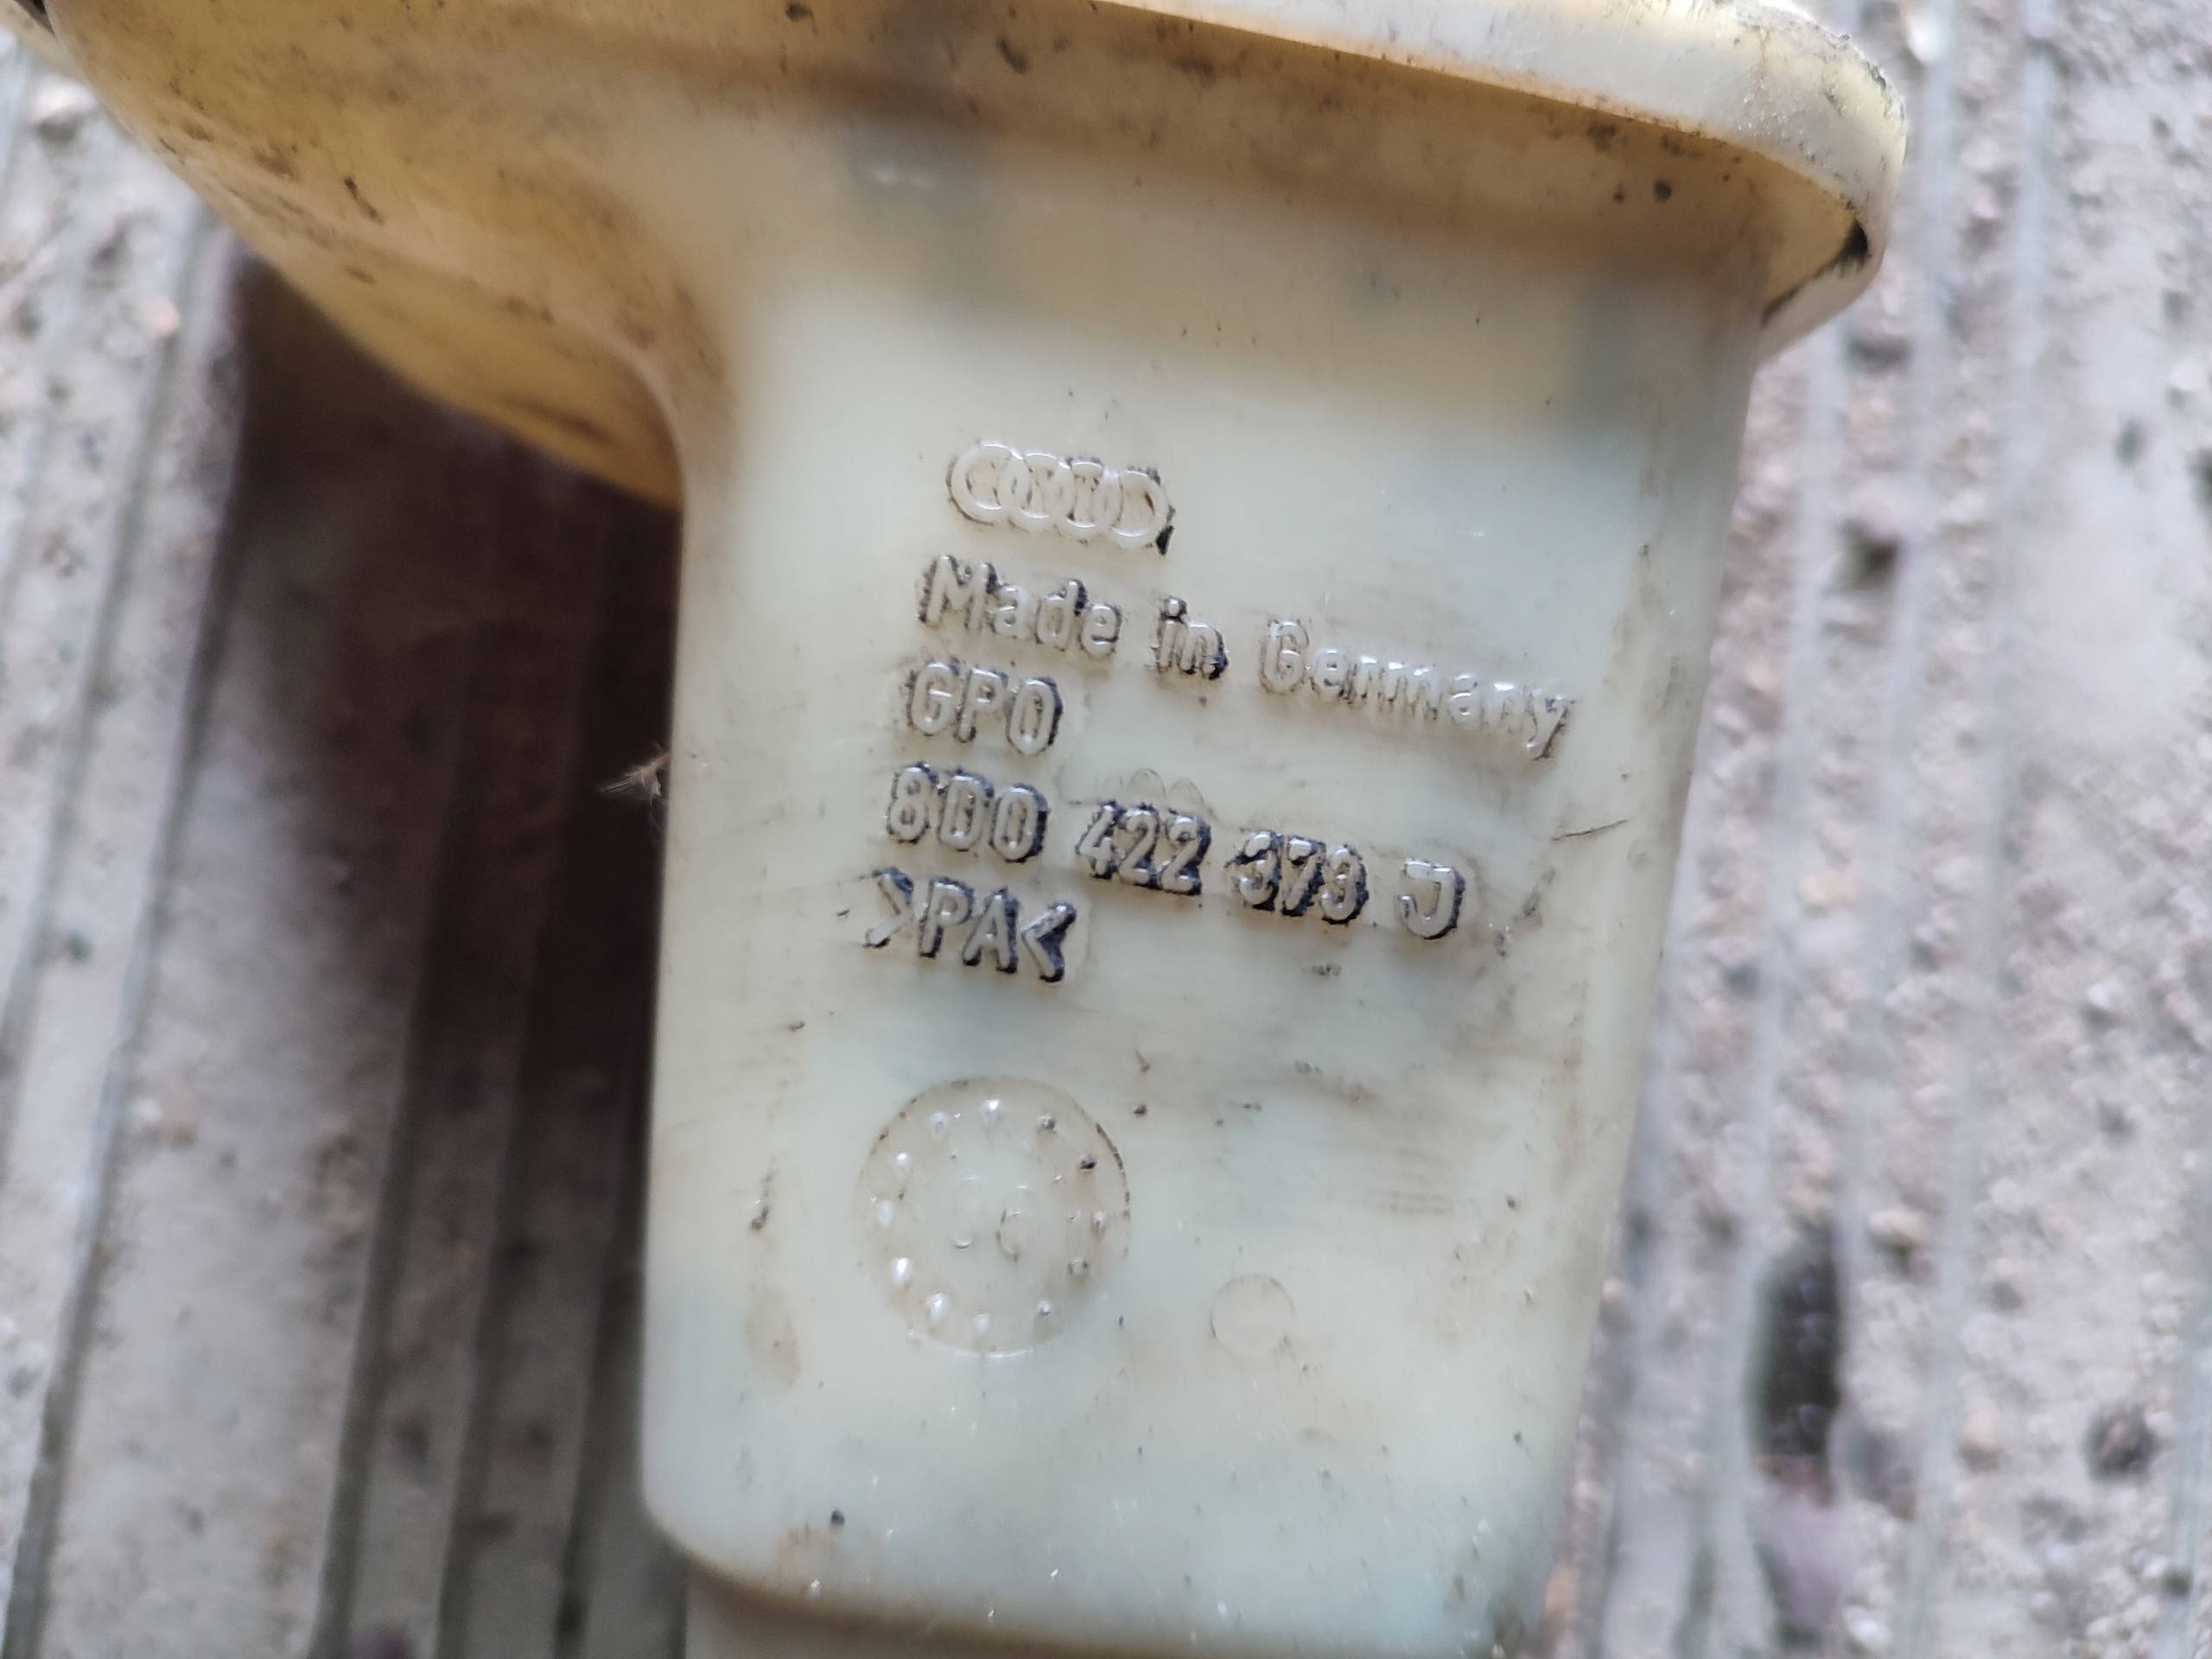 Made in Germany
GPO
8D0 422 373 J
>PA<